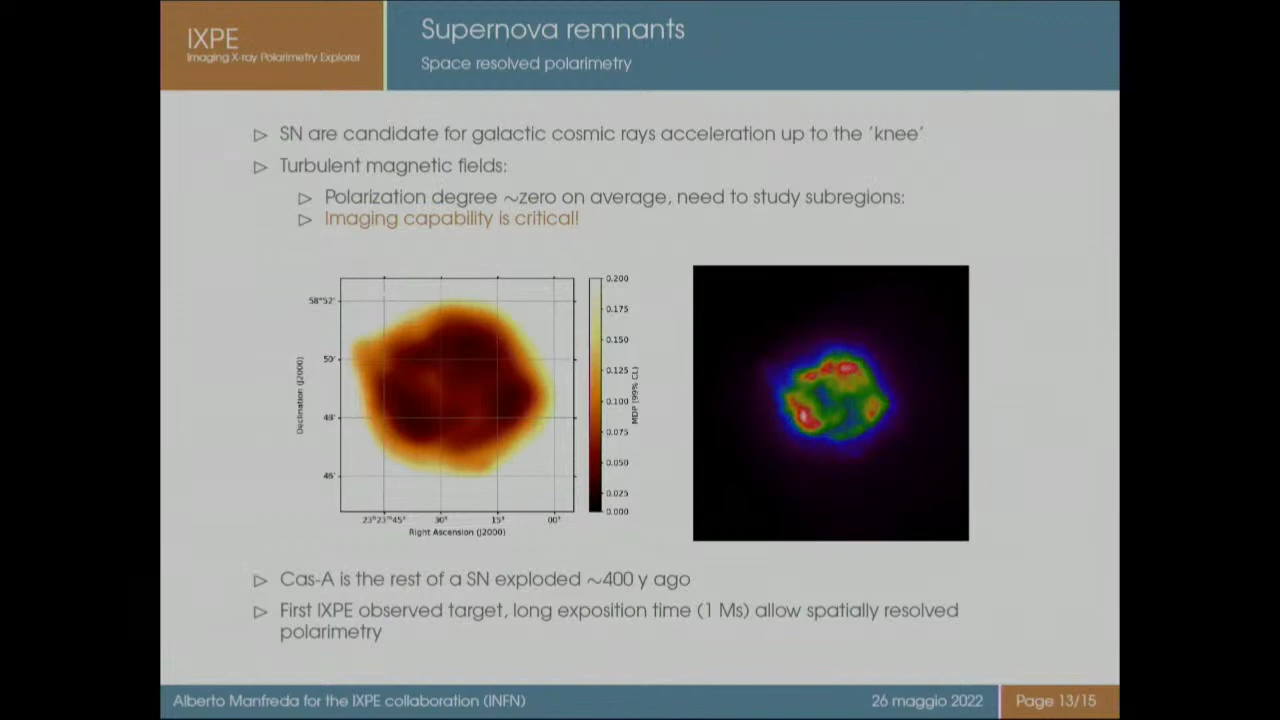 IXPE
Imaging X-ray Polarimetry Explorer
Supernova remnants
Space resolved polarimetry
▷ SN are candidate for galactic cosmic rays acceleration up to the 'knee'
▷ Turbulent magnetic fields:
▷ Polarization degree ~zero on average, need to study subregions:
▷ Imaging capability is critical!
58°52'
50'
48'
46'
Declination (J2000)
23ʰ23ᵐ45ˢ 30ˢ 15ˢ 00ˢ
Right Ascension (J2000)
0.200
0.175
0.150
0.125
0.100
0.075
0.050
0.025
0.000
MDP (99% CL)
▷ Cas-A is the rest of a SN exploded ~400 y ago
▷ First IXPE observed target, long exposition time (1 Ms) allow spatially resolved
polarimetry
Alberto Manfreda for the IXPE collaboration (INFN)
26 maggio 2022
Page 13/15